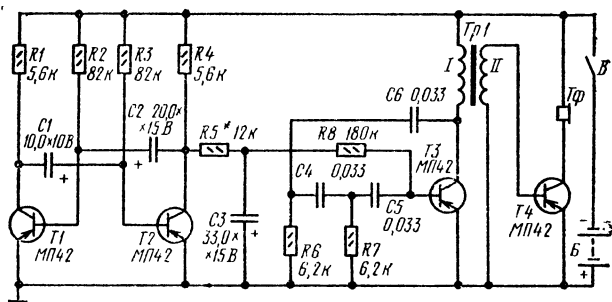 R1
5,6к
R2
82к
R3
82к
R4
5,6к
C1
10,0×10В
+
C2 20,0×
×15В
+
R5* 12к
C3
33,0×
×15В
+
R8 180к
C4
0,033
C5
0,033
C6 0,033
R6
6,2к
R7
6,2к
T1
МП42
T2
МП42
T3
МП42
Тр1
I
II
T4
МП42
Тф
В
Б
-
+